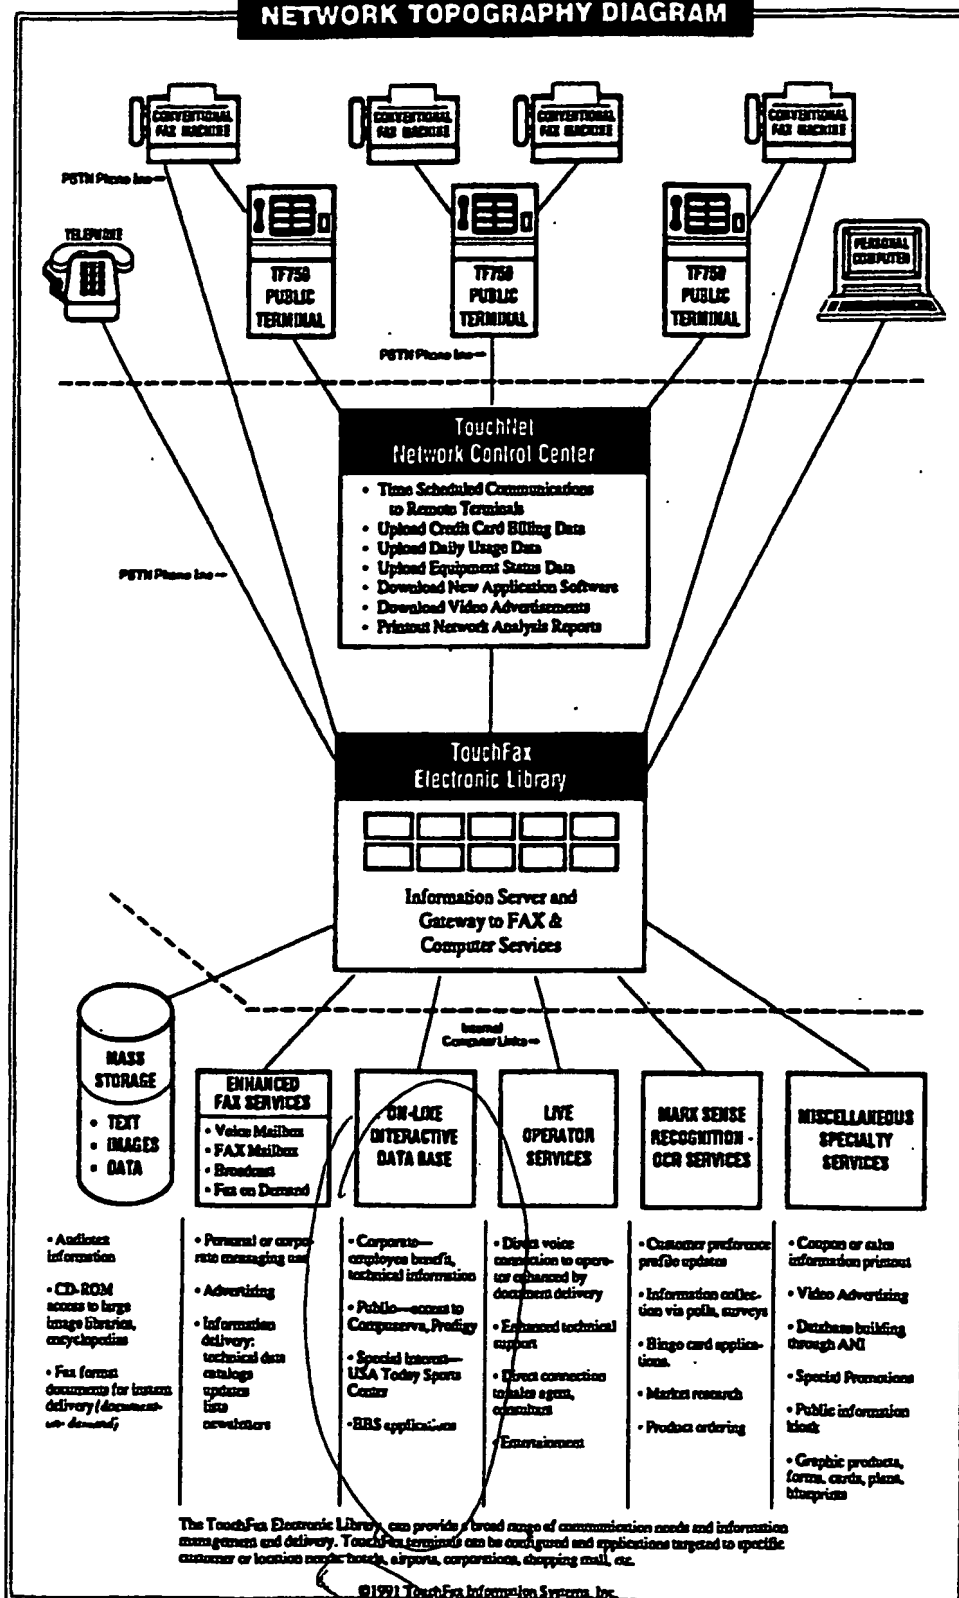 NETWORK TOPOGRAPHY DIAGRAM
CONVENTIONAL
FAX MACHINE
CONVENTIONAL
FAX MACHINE
CONVENTIONAL
FAX MACHINE
CONVENTIONAL
FAX MACHINE
PSTN Phone line
TELEPHONE
TF750
PUBLIC
TERMINAL
TF750
PUBLIC
TERMINAL
TF750
PUBLIC
TERMINAL
PERSONAL
COMPUTER
PSTN Phone line
TouchNet
Network Control Center
• Time Scheduled Communications
to Remote Terminals
• Upload Credit Card Billing Data
• Upload Daily Usage Data
• Upload Equipment Status Data
• Download New Application Software
• Download Video Advertisements
• Printout Network Analysis Reports
PSTN Phone line
TouchFax
Electronic Library
Information Server and
Gateway to FAX &
Computer Services
Internal
Computer Links
MASS
STORAGE
• TEXT
• IMAGES
• DATA
ENHANCED
FAX SERVICES
• Voice Mailbox
• FAX Mailbox
• Broadcast
• Fax on Demand
ON-LINE
INTERACTIVE
DATA BASE
LIVE
OPERATOR
SERVICES
MARK SENSE
RECOGNITION -
OCR SERVICES
MISCELLANEOUS
SPECIALTY
SERVICES
• Audiotex
information
• CD-ROM
access to large
image libraries,
encyclopedias
• Fax format
documents for instant
delivery (document-
on-demand)
• Personal or corpo-
rate messaging use
• Advertizing
• Information
delivery:
technical data
catalogs
updates
lists
newsletters
• Corporate—
employee benefit,
technical information
• Public—access to
Compuserve, Prodigy
• Special Interest—
USA Today Sports
Center
• BBS applications
• Direct voice
connection to opera-
tor enhanced by
document delivery
• Enhanced technical
support
• Direct connection
to sales agent,
consultant
• Entertainment
• Customer preference
profile updates
• Information collec-
tion via polls, surveys
• Bingo card applica-
tions.
• Market research
• Product ordering
• Coupon or sales
information printout
• Video Advertizing
• Database building
through ANI
• Special Promotions
• Public information
kiosk
• Graphic products,
forms, cards, plans,
blueprints
The TouchFax Electronic Library can provide a broad range of communication needs and information
management and delivery. TouchFax terminals can be configured and applications targeted to specific
customer or location needs: hotels, airports, corporations, shopping mall, etc.
©1991 TouchFax Information Systems, Inc.